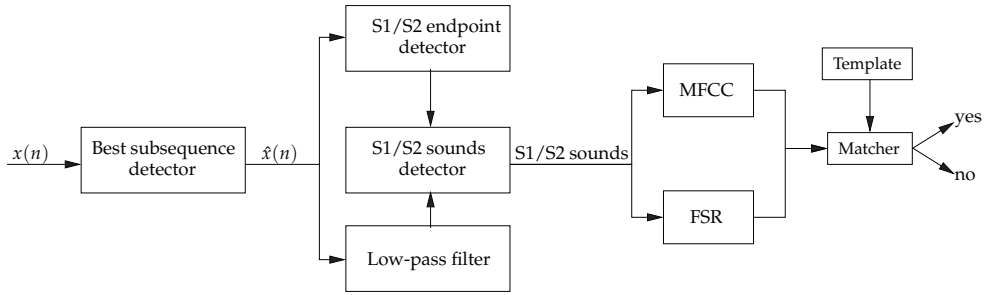 x(n)
Best subsequence
detector
x̂(n)
S1/S2 endpoint
detector
S1/S2 sounds
detector
Low-pass filter
S1/S2 sounds
MFCC
FSR
Template
Matcher
yes
no